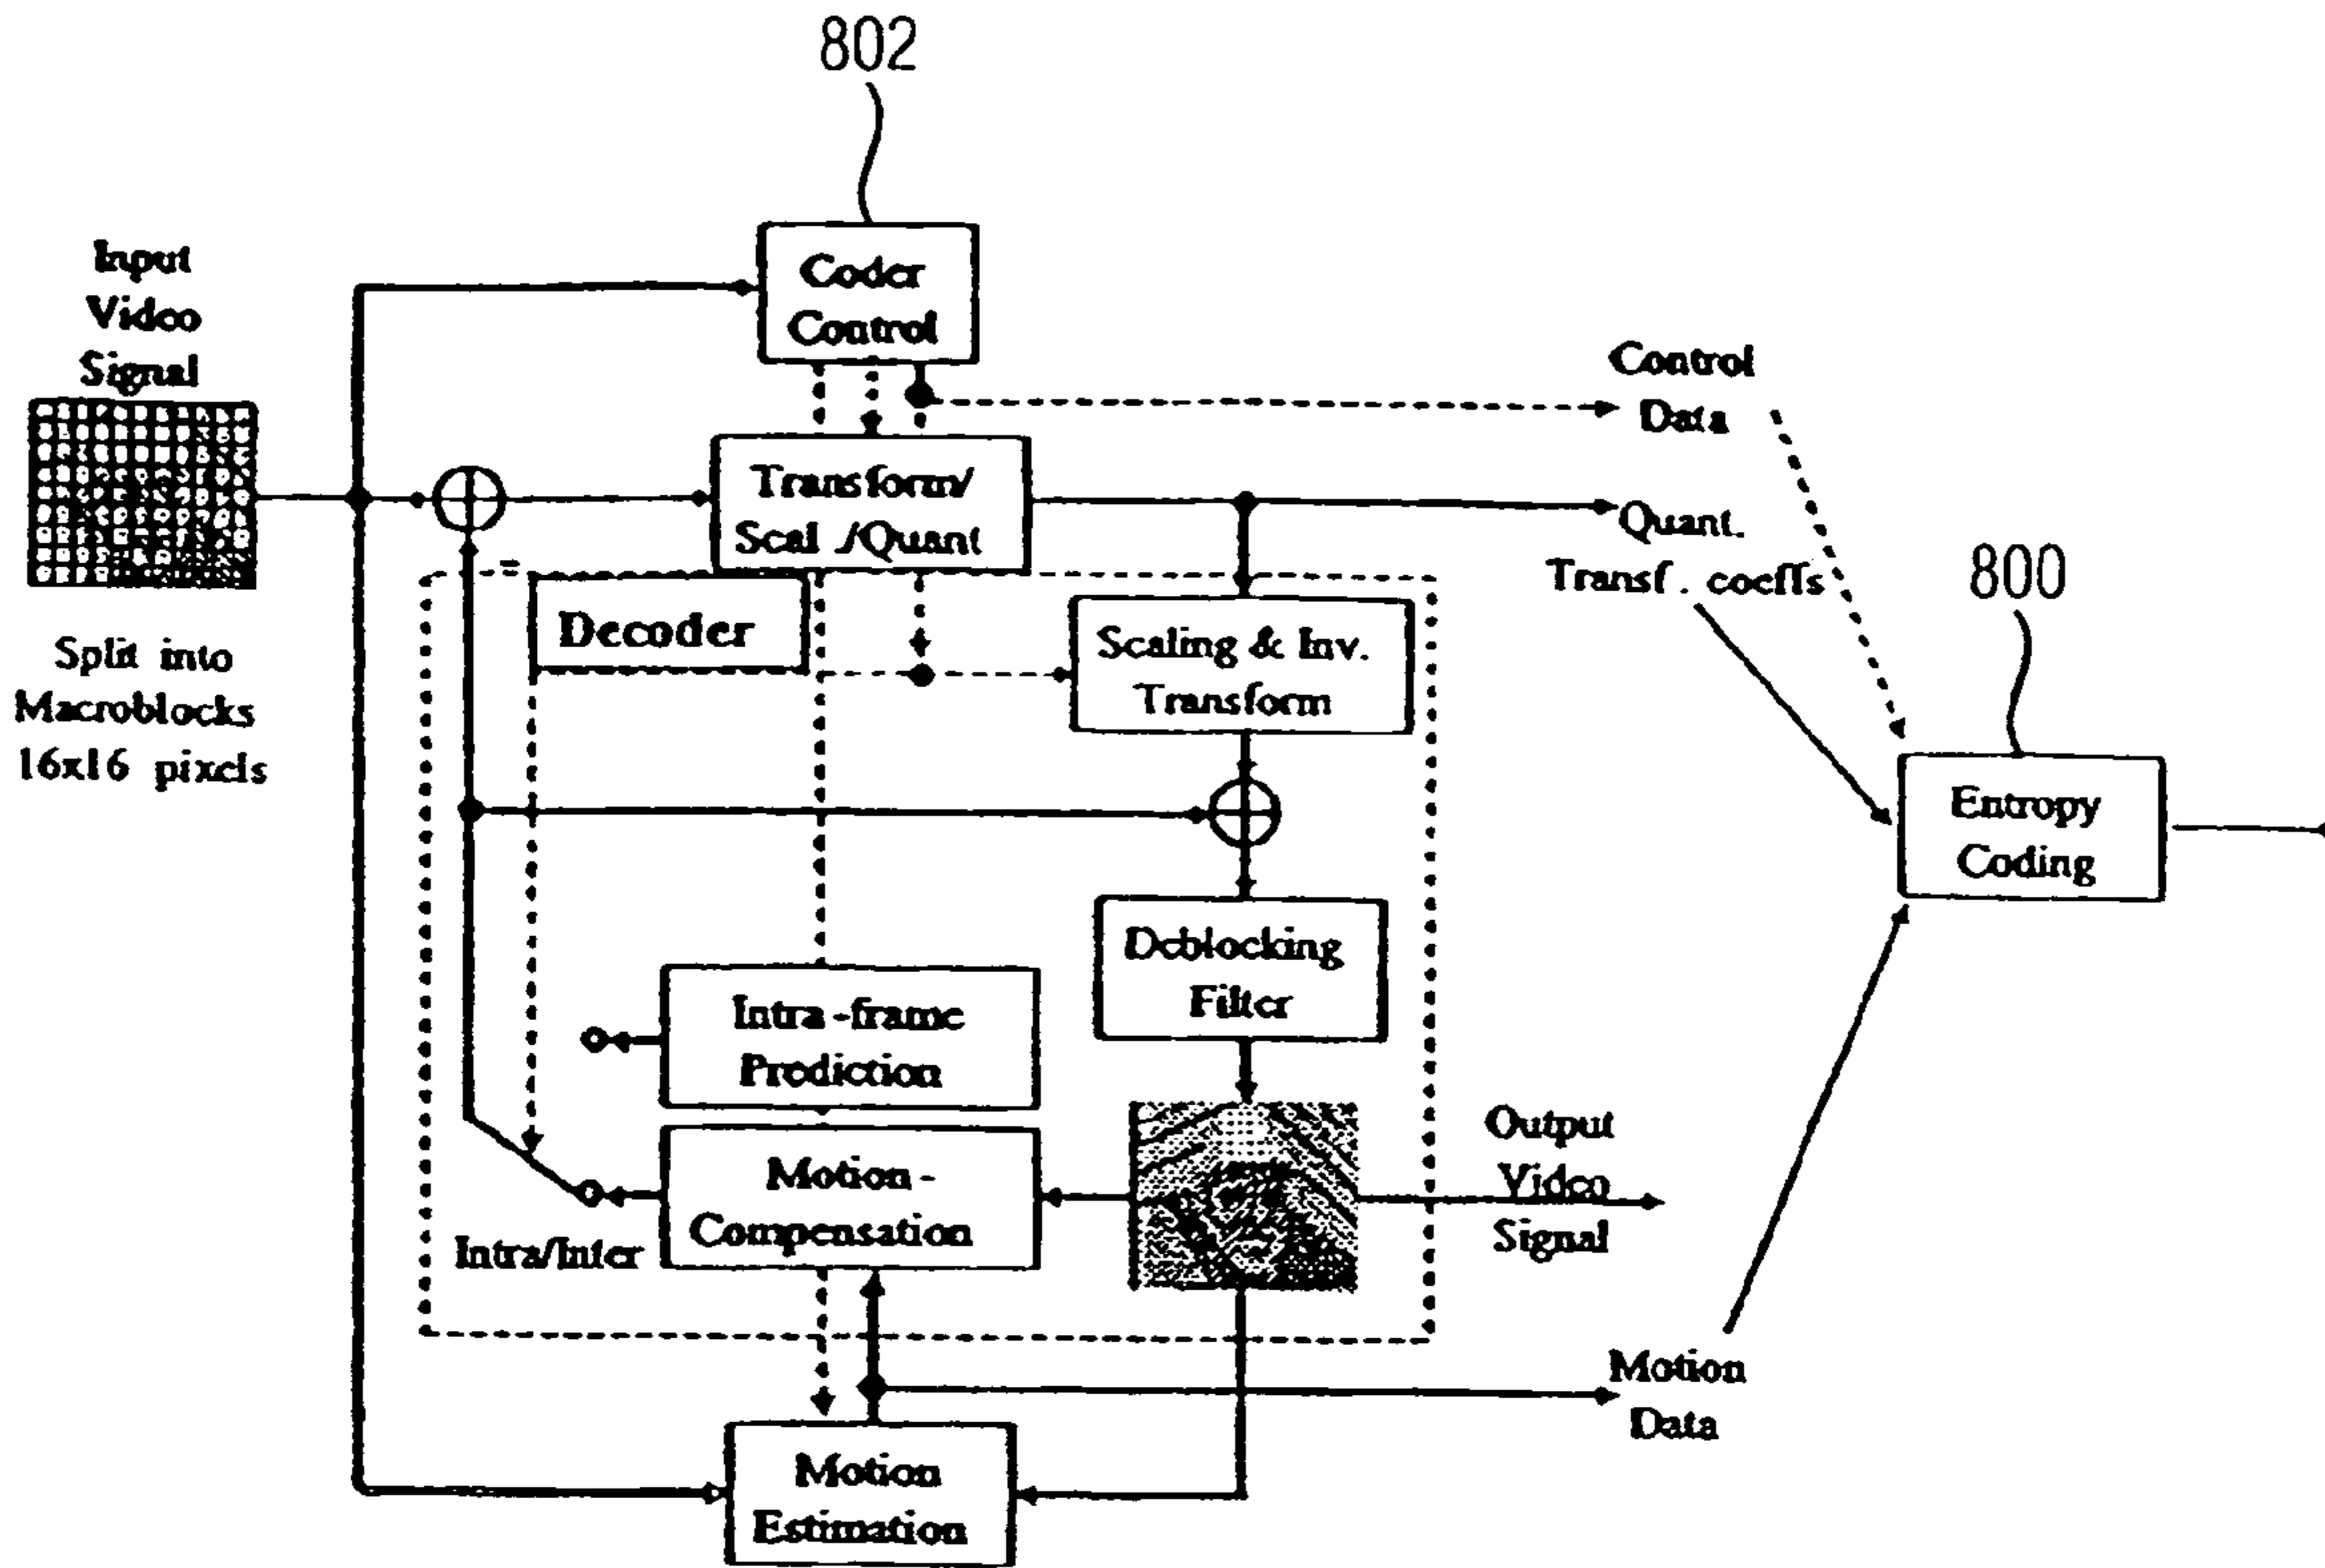 802
Input
Video
Signal
Coder
Control
Control
Data
Transform/
Scal ./Quant
Quant.
Transf . coeffs
800
Decoder
Scaling & Inv.
Transform
Split into
Macroblocks
16x16 pixels
Entropy
Coding
Deblocking
Filter
Intra -frame
Prediction
Output
Video
Signal
Motion -
Compensation
Intra/Inter
Motion
Data
Motion
Estimation